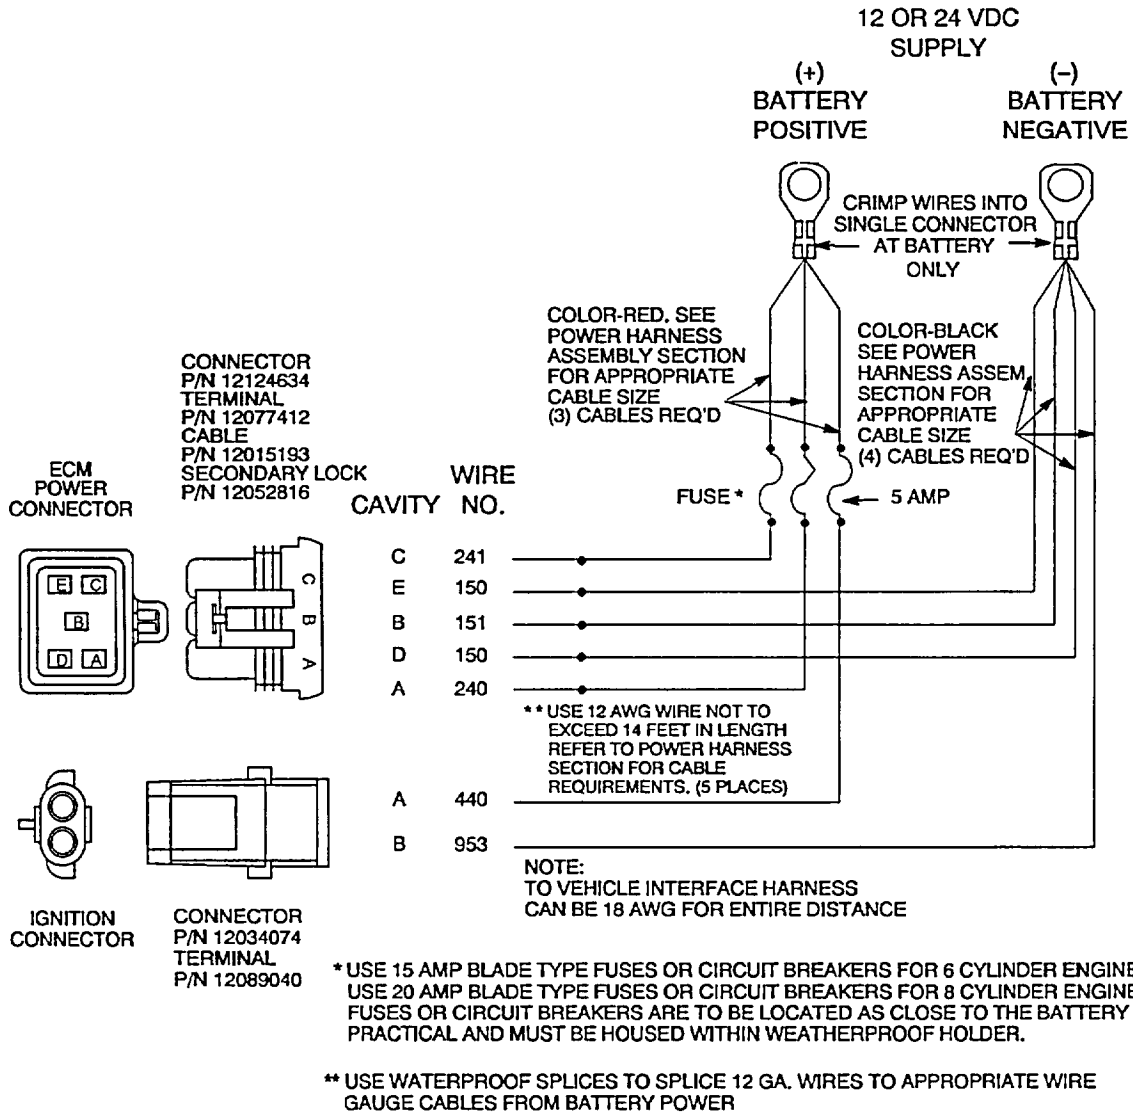 12 OR 24 VDC
SUPPLY
(+)
BATTERY
POSITIVE
(–)
BATTERY
NEGATIVE
CRIMP WIRES INTO
SINGLE CONNECTOR
AT BATTERY
ONLY
COLOR-RED. SEE
POWER HARNESS
ASSEMBLY SECTION
FOR APPROPRIATE
CABLE SIZE
(3) CABLES REQ'D
COLOR-BLACK
SEE POWER
HARNESS ASSEM.
SECTION FOR
APPROPRIATE
CABLE SIZE
(4) CABLES REQ'D
CONNECTOR
P/N 12124634
TERMINAL
P/N 12077412
CABLE
P/N 12015193
SECONDARY LOCK
P/N 12052816
ECM
POWER
CONNECTOR
WIRE
CAVITY NO.
FUSE *
5 AMP
E C
B
D A
C
B
A
C 241
E 150
B 151
D 150
A 240
** USE 12 AWG WIRE NOT TO
EXCEED 14 FEET IN LENGTH
REFER TO POWER HARNESS
SECTION FOR CABLE
REQUIREMENTS. (5 PLACES)
A 440
B 953
NOTE:
TO VEHICLE INTERFACE HARNESS
CAN BE 18 AWG FOR ENTIRE DISTANCE
IGNITION
CONNECTOR
CONNECTOR
P/N 12034074
TERMINAL
P/N 12089040
* USE 15 AMP BLADE TYPE FUSES OR CIRCUIT BREAKERS FOR 6 CYLINDER ENGINE
USE 20 AMP BLADE TYPE FUSES OR CIRCUIT BREAKERS FOR 8 CYLINDER ENGINE
FUSES OR CIRCUIT BREAKERS ARE TO BE LOCATED AS CLOSE TO THE BATTERY
PRACTICAL AND MUST BE HOUSED WITHIN WEATHERPROOF HOLDER.
** USE WATERPROOF SPLICES TO SPLICE 12 GA. WIRES TO APPROPRIATE WIRE
GAUGE CABLES FROM BATTERY POWER